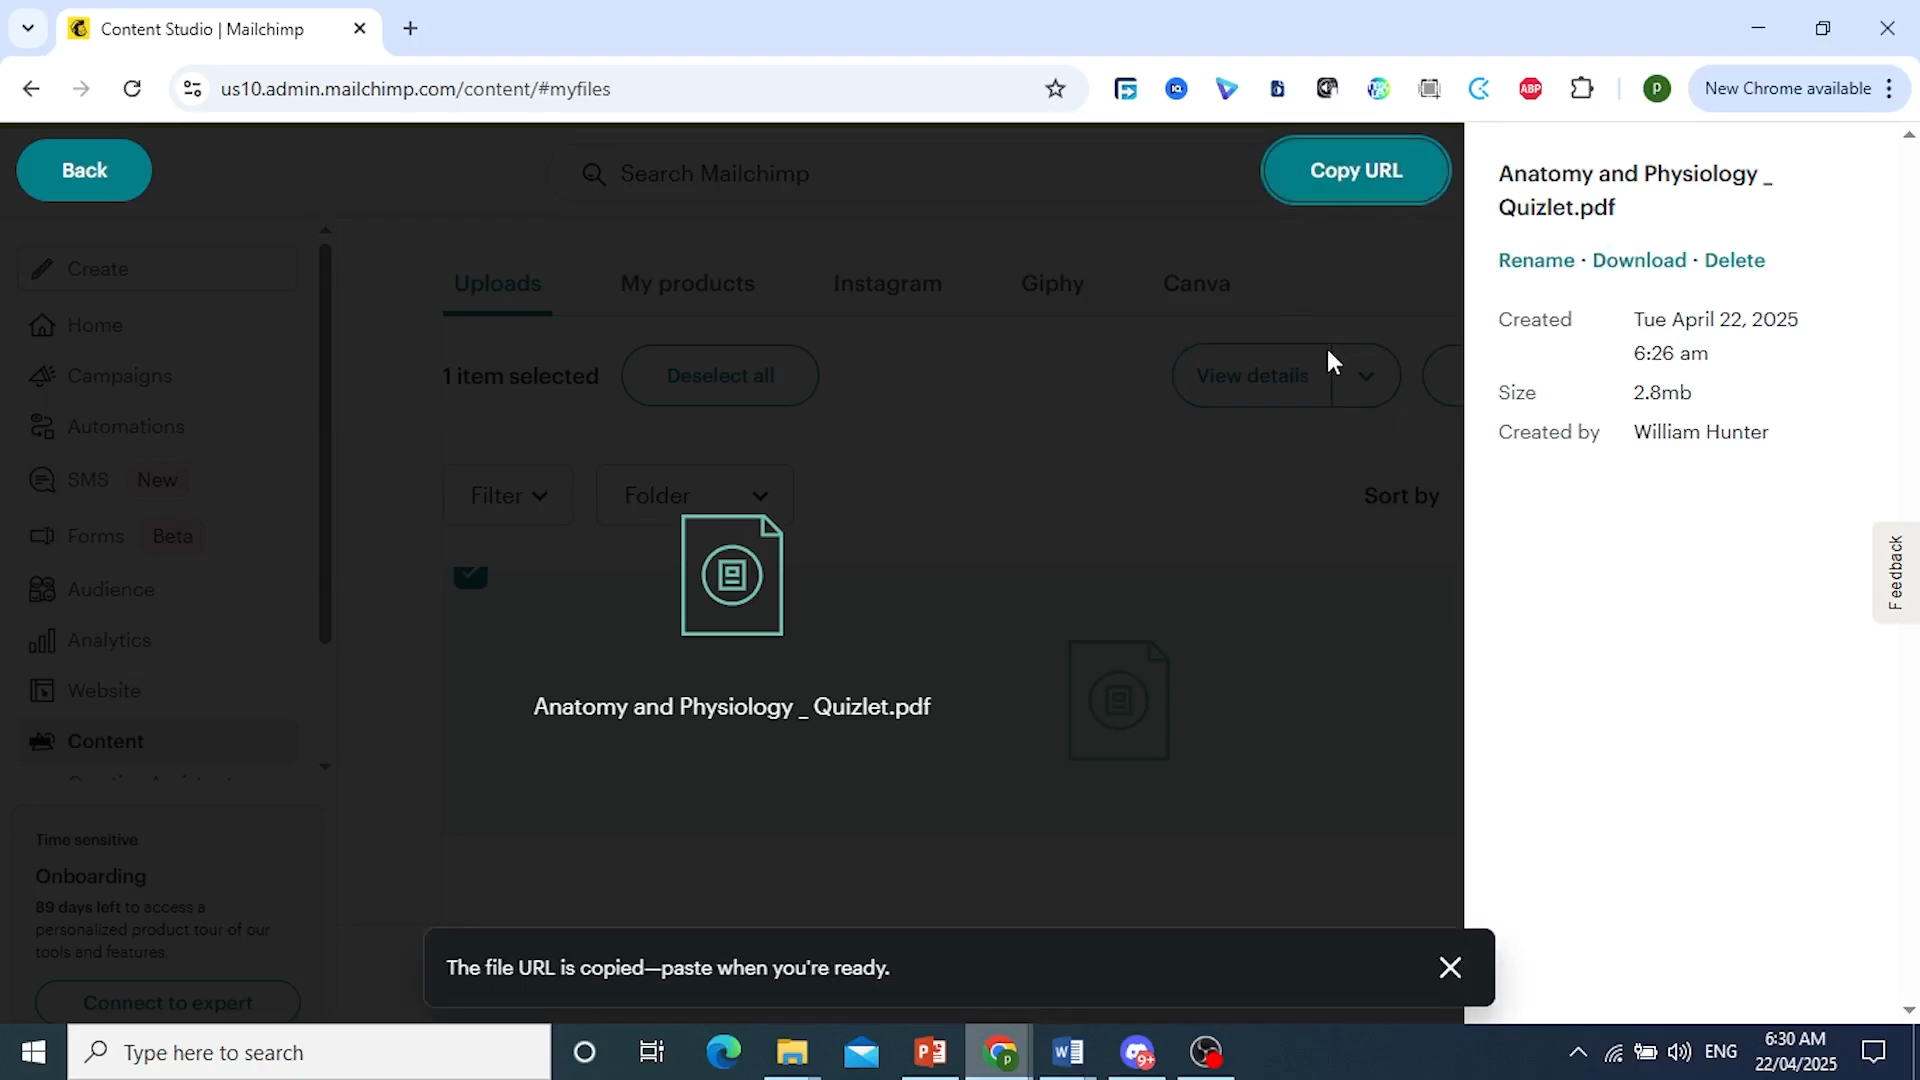 Content Studio | Mailchimp
us10.admin.mailchimp.com/content/#myfiles
IQ
ABP
P
New Chrome available
Back
Search Mailchimp
Copy URL
Create
Home
Campaigns
Automations
SMS New
Forms Beta
Audience
Analytics
Website
Content
Time sensitive
Onboarding
89 days left to access a
personalized product tour of our
tools and features.
Connect to expert
Uploads
My products
Instagram
Giphy
Canva
1 item selected
Deselect all
View details
Filter
Folder
Sort by
Anatomy and Physiology _ Quizlet.pdf
The file URL is copied—paste when you're ready.
Anatomy and Physiology _
Quizlet.pdf
Rename · Download · Delete
Created Tue April 22, 2025
6:26 am
Size 2.8mb
Created by William Hunter
Feedback
Type here to search
9+
ENG
6:30 AM
22/04/2025